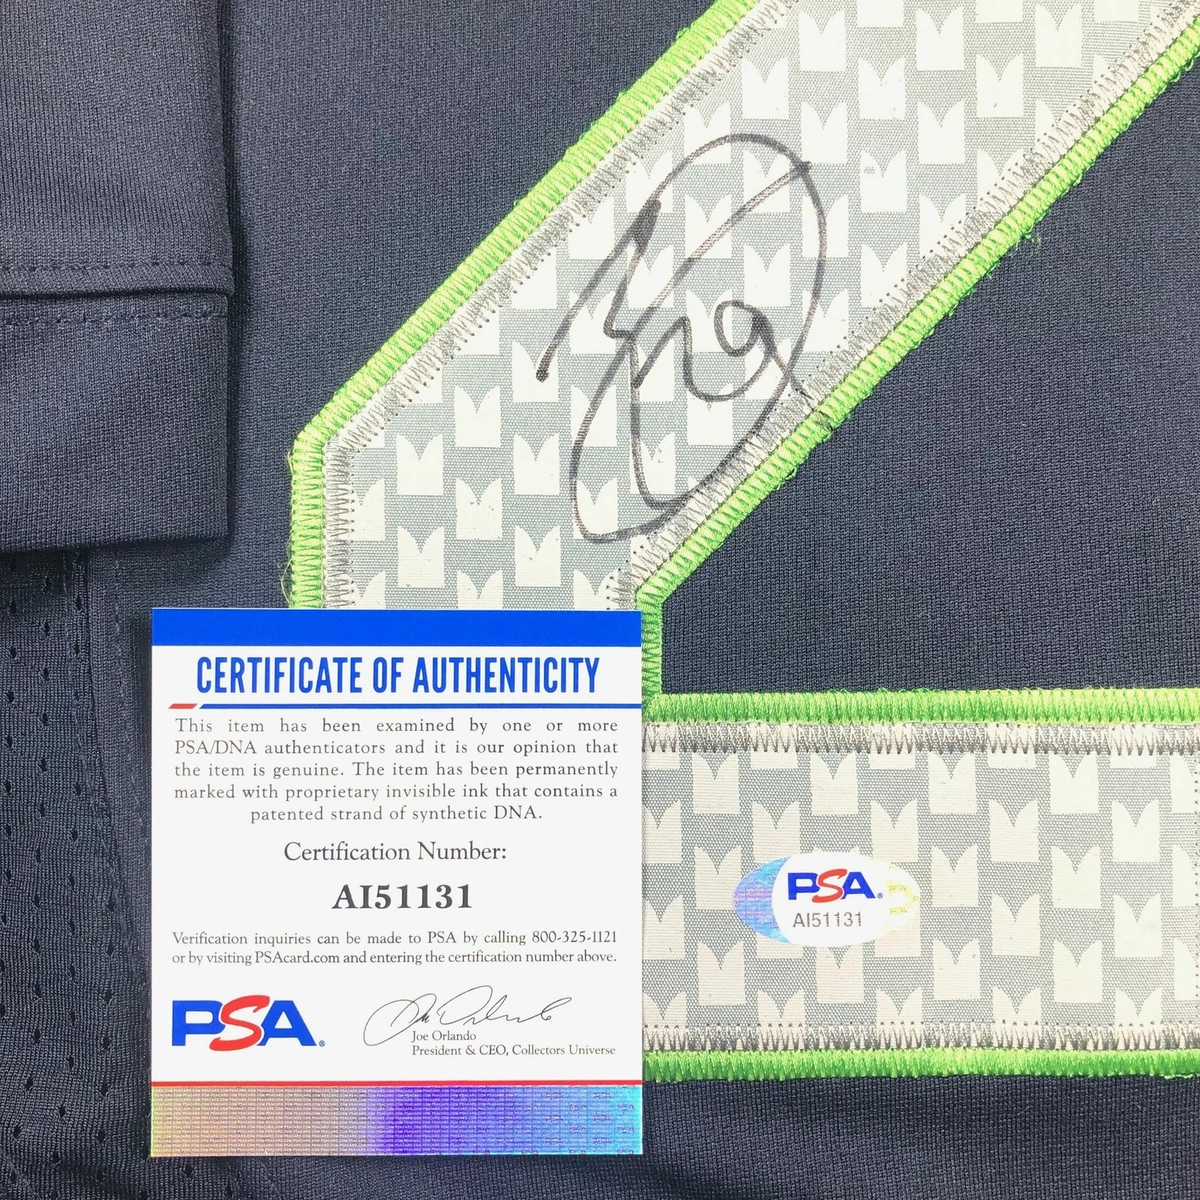 CERTIFICATE OF AUTHENTICITY
This item has been examined by one or more
PSA/DNA authenticators and it is our opinion that
the item is genuine. The item has been permanently
marked with proprietary invisible ink that contains a
patented strand of synthetic DNA.
Certification Number:
AI51131
Verification inquiries can be made to PSA by calling 800-325-1121
or by visiting PSAcard.com and entering the certification number above.
PSA®
Joe Orlando
President & CEO, Collectors Universe
PSA®
AI51131